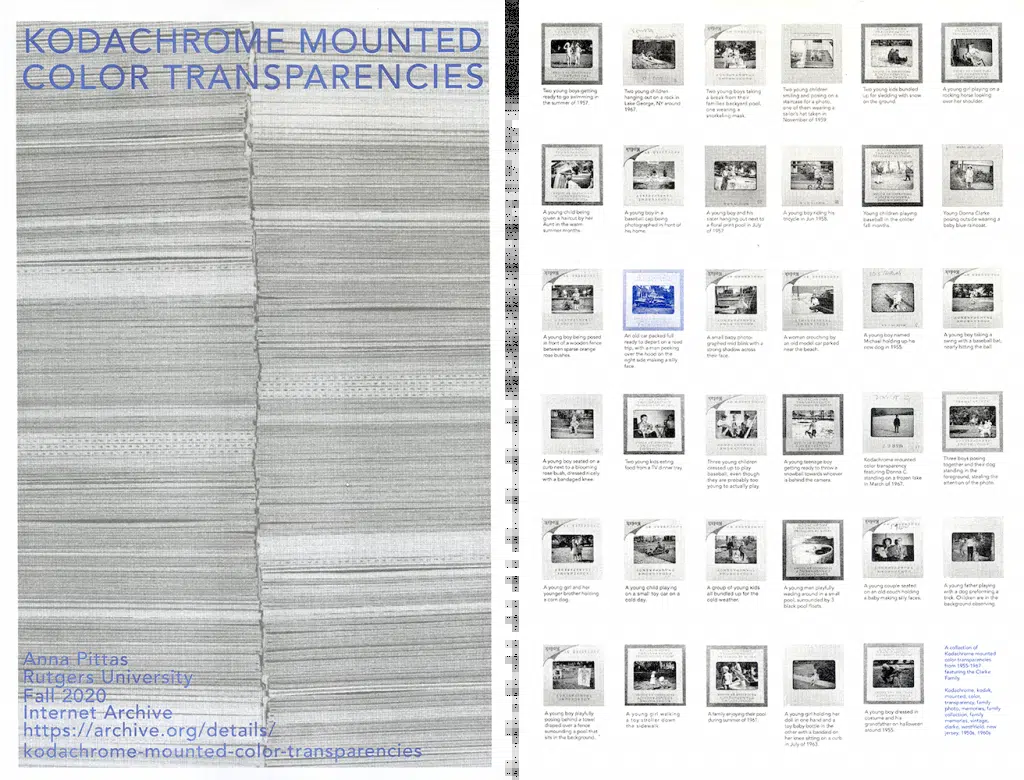 KODACHROME MOUNTED
COLOR TRANSPARENCIES
Anna Pittas
Rutgers University
Fall 2020
Internet Archive
https://archive.org/details/
kodachrome-mounted-color-transparencies
Two young boys getting
ready to go swimming in
the summer of 1957.
Two young children
hanging out on a rock in
Lake George, NY around
1967.
Two young boys taking
a break from their
families backyard pool,
one wearing a
snorkeling mask.
Two young children
smiling and posing on a
staircase for a photo,
one of them wearing a
sailor's hat taken in
November of 1959.
Two young kids bundled
up for sledding with snow
on the ground.
A young girl playing on a
rocking horse looking
over her shoulder.
A young child being
given a haircut by her
Aunt in the warm
summer months.
A young boy in a
baseball cap being
photographed in front of
his home.
A young boy and his
sister hanging out next to
a floral print pool in July
of 1957.
A young boy riding his
tricycle in Jun 1958.
Young children playing
baseball in the winter
fall months.
Young Donna Clarke
posing outside wearing a
baby blue raincoat.
A young boy being posed
in front of a wooden fence
between sparse orange
rose bushes.
An old car packed full
ready to depart on a road
trip, with a man peeking
over the hood on the
right side making a silly
face.
A small baby photo-
graphed mid blink with a
strong shadow across
their face.
A woman crouching by
an old model car parked
near the beach.
A young boy named
Michael holding up his
new dog in 1955.
A young boy taking a
swing with a baseball bat,
nearly hitting the ball.
A young boy seated on a
curb next to a blooming
rose bush, dressed nicely
with a bandaged knee.
Two young kids eating
food from a TV dinner tray.
Three young children
dressed up to play
baseball, even though
they are probably too
young to actually play.
A young teenage boy
getting ready to throw a
snowball towards whoever
is behind the camera.
Kodachrome mounted
color transparency
featuring Donna C.
standing on a frozen lake
in March of 1967.
Three boys posing
together and their dog
standing in the
foreground, stealing the
attention of the photo.
A young girl and her
younger brother holding
a corn dog.
A young child playing
on a small toy car on a
cold day.
A group of young kids
all bundled up for the
cold weather.
A young man playfully
wading around in a small
pool, surrounded by 3
black pool floats.
A young couple seated
on an old couch holding
a baby making silly faces.
A young father playing
with a dog performing a
trick. Children are in the
background observing.
A young boy playfully
posing behind a towel
draped over a fence
surrounding a pool that
sits in the background.
A young girl walking
a toy stroller down
the sidewalk.
A family enjoying their pool
during summer of 1961.
A young girl holding her
doll in one hand and a
toy baby bottle in the
other with a bandaid on
her knee sitting on a curb
in July of 1963.
A young boy dressed in
costume and his
grandfather on halloween
around 1955.
A collection of
Kodachrome mounted
color transparencies
from 1955-1967
featuring the Clarke
Family.
Kodachrome, kodak,
mounted, color,
transparency, family
photo, memories, family
collection, family
memories, vintage,
clarke, westfield, new
jersey, 1950s, 1960s